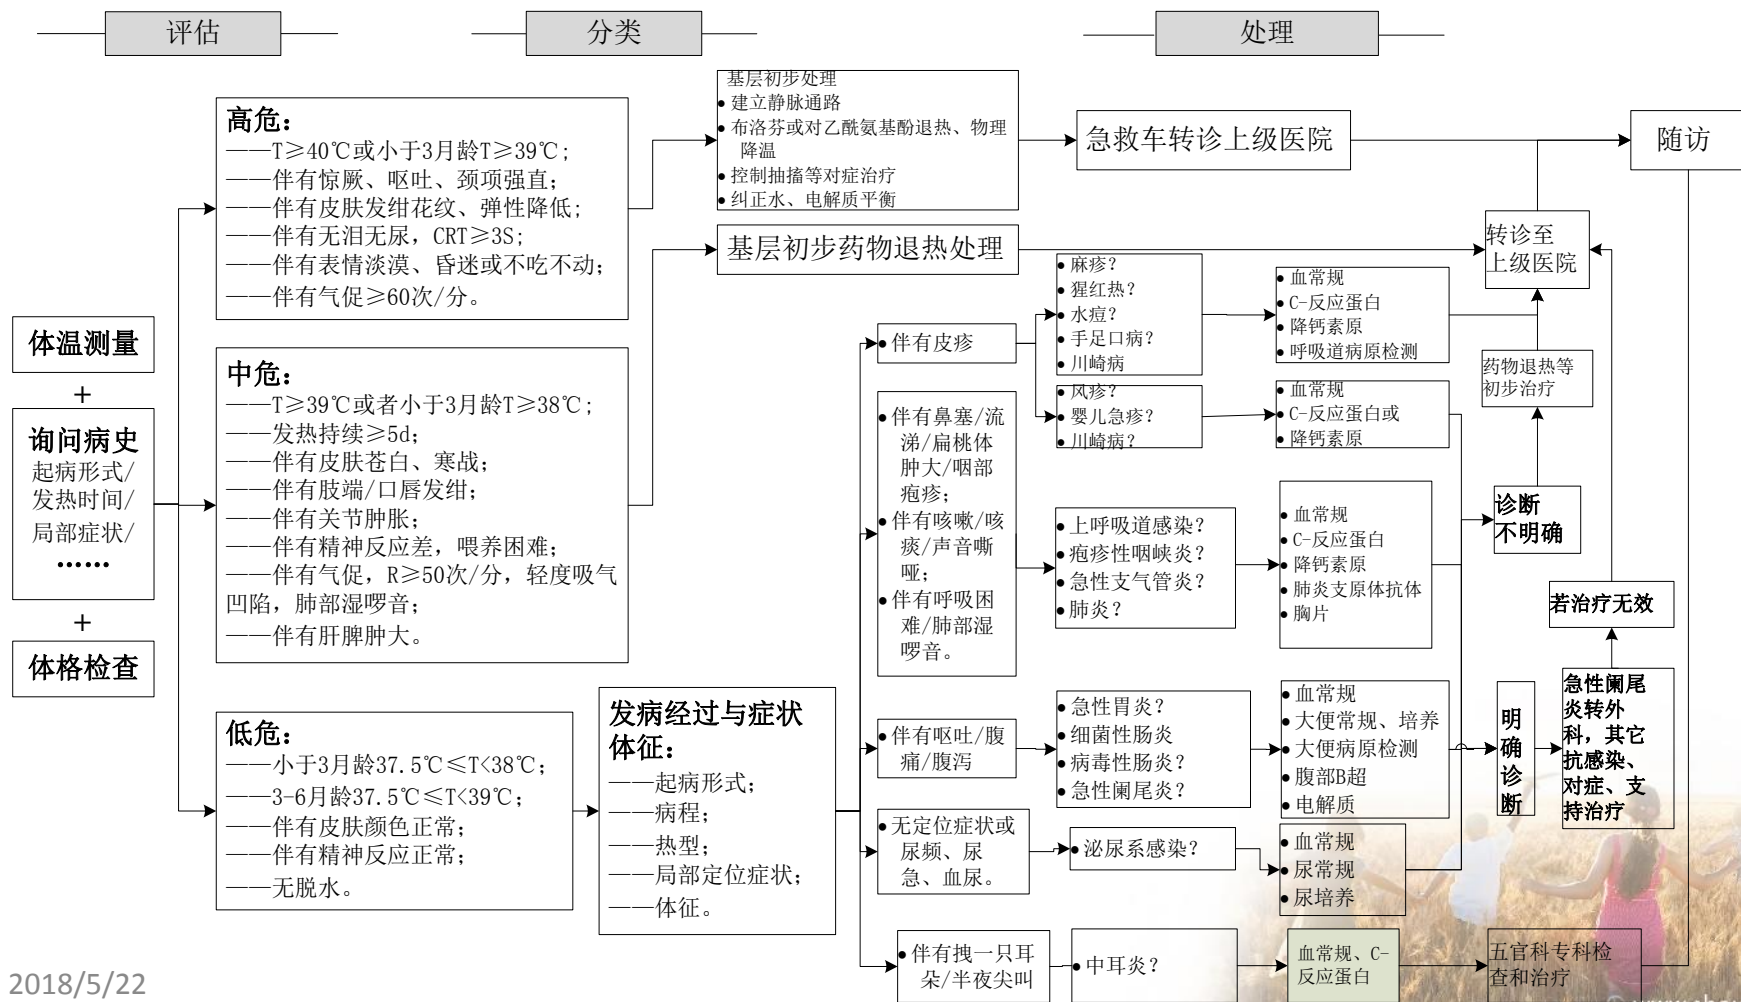 评估
分类
处理
体温测量
+
询问病史
起病形式/
发热时间/
局部症状/
……
+
体格检查
高危：
——T≥40℃或小于3月龄T≥39℃；
——伴有惊厥、呕吐、颈项强直；
——伴有皮肤发绀花纹、弹性降低；
——伴有无泪无尿，CRT≥3S；
——伴有表情淡漠、昏迷或不吃不动；
——伴有气促≥60次/分。
中危：
——T≥39℃或者小于3月龄T≥38℃；
——发热持续≥5d；
——伴有皮肤苍白、寒战；
——伴有肢端/口唇发绀；
——伴有关节肿胀；
——伴有精神反应差，喂养困难；
——伴有气促，R≥50次/分，轻度吸气
凹陷，肺部湿啰音；
——伴有肝脾肿大。
低危：
——小于3月龄37.5℃≤T<38℃；
——3-6月龄37.5℃≤T<39℃；
——伴有皮肤颜色正常；
——伴有精神反应正常；
——无脱水。
发病经过与症状
体征：
——起病形式；
——病程；
——热型；
——局部定位症状；
——体征。
基层初步处理
●建立静脉通路
●布洛芬或对乙酰氨基酚退热、物理
降温
●控制抽搐等对症治疗
●纠正水、电解质平衡
急救车转诊上级医院
随访
基层初步药物退热处理
转诊至
上级医院
●伴有皮疹
●麻疹？
●猩红热？
●水痘？
●手足口病？
●川崎病
●血常规
●C-反应蛋白
●降钙素原
●呼吸道病原检测
●风疹？
●婴儿急疹？
●川崎病？
●血常规
●C-反应蛋白或
●降钙素原
药物退热等
初步治疗
●伴有鼻塞/流
涕/扁桃体
肿大/咽部
疱疹；
●伴有咳嗽/咳
痰/声音嘶
哑；
●伴有呼吸困
难/肺部湿
啰音。
●上呼吸道感染？
●疱疹性咽峡炎？
●急性支气管炎？
●肺炎？
●血常规
●C-反应蛋白
●降钙素原
●肺炎支原体抗体
●胸片
诊断
不明确
若治疗无效
●伴有呕吐/腹
痛/腹泻
●急性胃炎？
●细菌性肠炎
●病毒性肠炎？
●急性阑尾炎？
●血常规
●大便常规、培养
●大便病原检测
●腹部B超
●电解质
明
确
诊
断
急性阑尾
炎转外
科，其它
抗感染、
对症、支
持治疗
●无定位症状或
尿频、尿
急、血尿。
●泌尿系感染？
●血常规
●尿常规
●尿培养
●伴有拽一只耳
朵/半夜尖叫
●中耳炎？
血常规、C-
反应蛋白
五官科专科检
查和治疗
2018/5/22